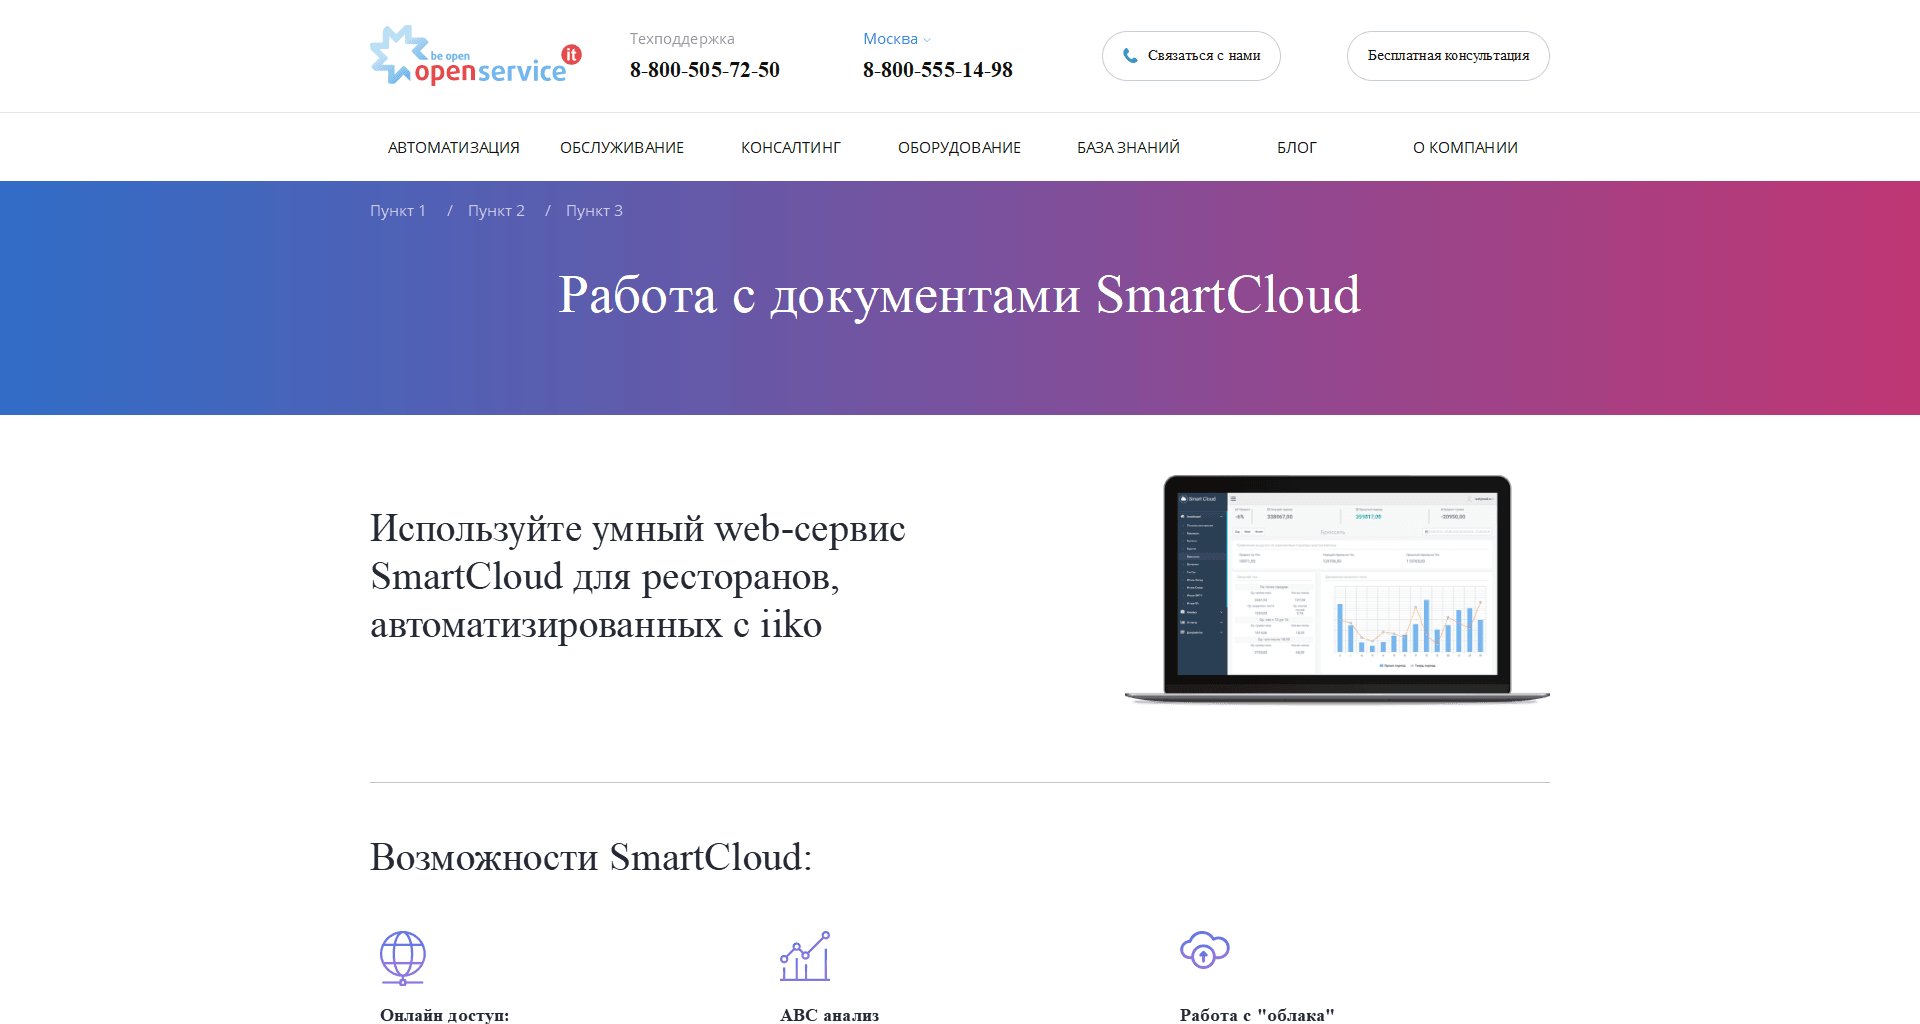 be open
openservice
it
Техподдержка
8-800-505-72-50
Москва
8-800-555-14-98
Связаться с нами
Бесплатная консультация
АВТОМАТИЗАЦИЯ
ОБСЛУЖИВАНИЕ
КОНСАЛТИНГ
ОБОРУДОВАНИЕ
БАЗА ЗНАНИЙ
БЛОГ
О КОМПАНИИ
Пункт 1 / Пункт 2 / Пункт 3
Работа с документами SmartCloud
Используйте умный web-сервис
SmartCloud для ресторанов,
автоматизированных с iiko
Smart Cloud
Возможности SmartCloud:
Онлайн доступ:
ABC анализ
Работа с "облака"